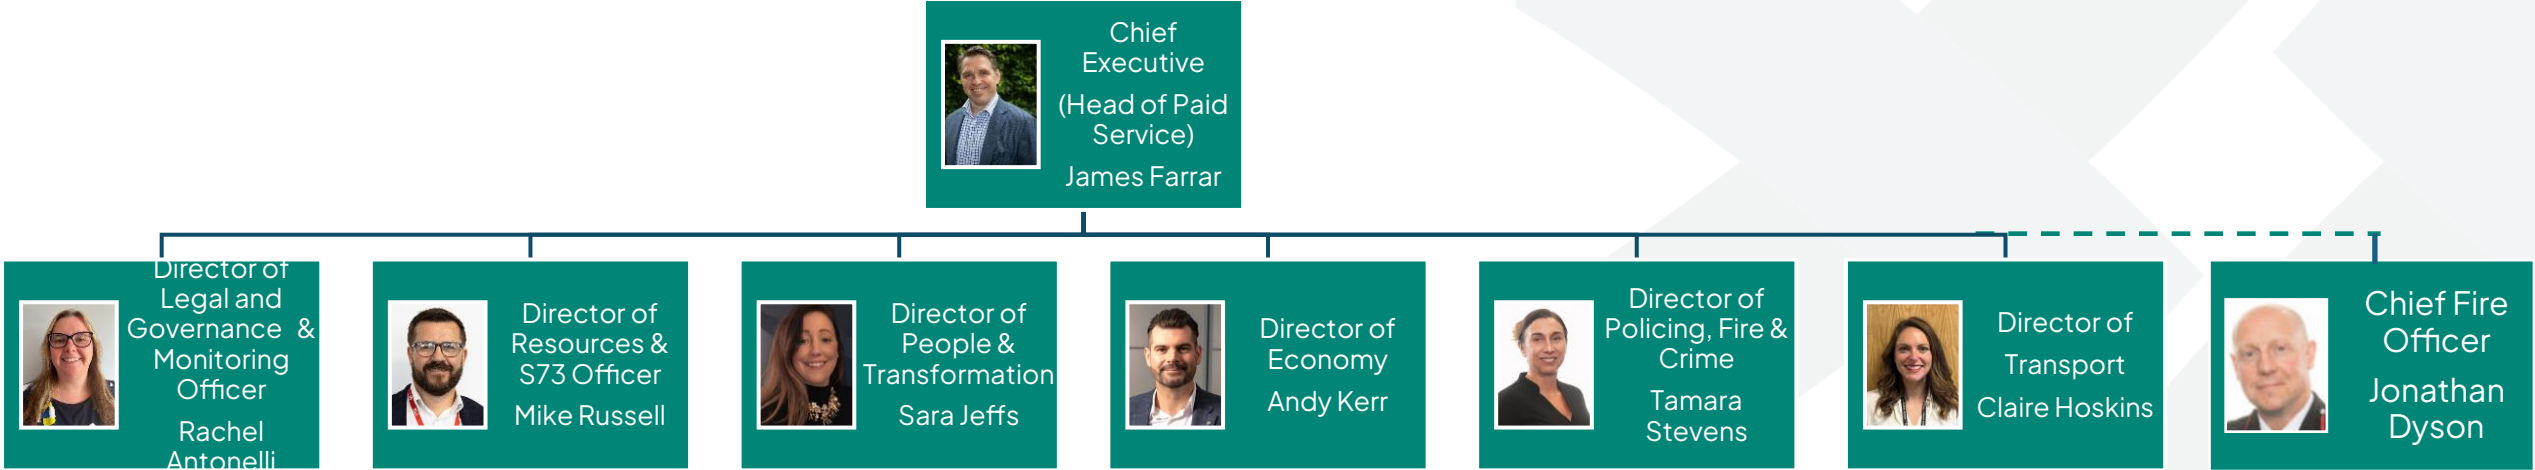 Chief
Executive
(Head of Paid
Service)
James Farrar
Director of
Legal and
Governance &
Monitoring
Officer
Rachel
Antonelli
Director of
Resources &
S73 Officer
Mike Russell
Director of
People &
Transformation
Sara Jeffs
Director of
Economy
Andy Kerr
Director of
Policing, Fire &
Crime
Tamara
Stevens
Director of
Transport
Claire Hoskins
Chief Fire
Officer
Jonathan
Dyson